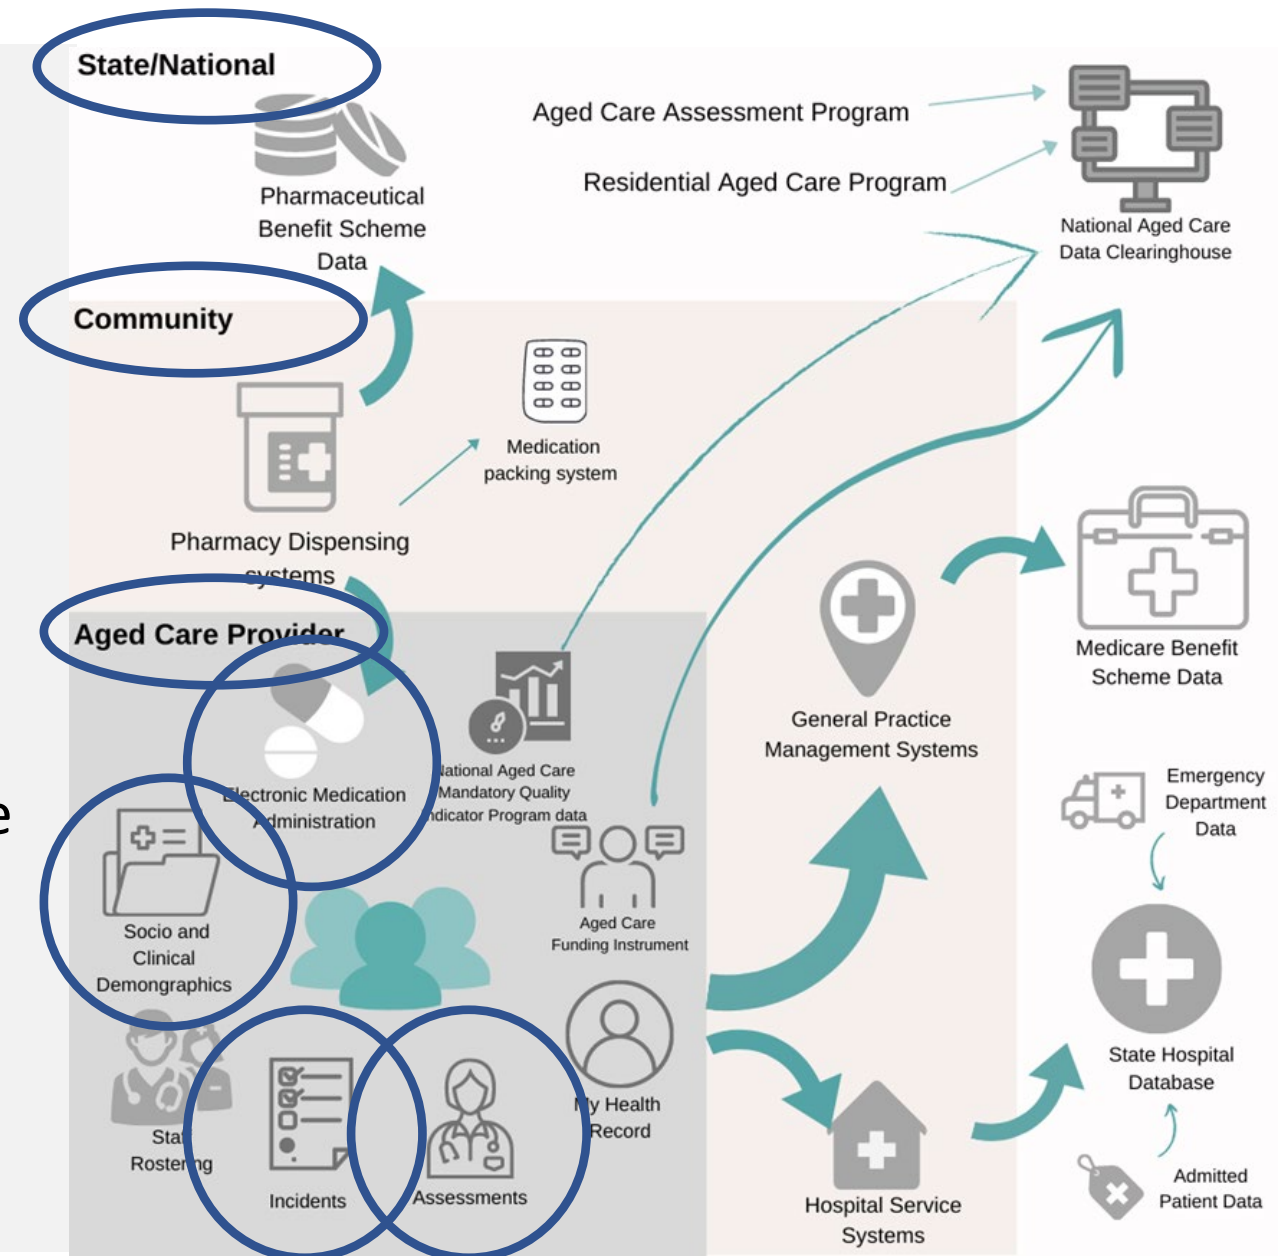 State/National
Aged Care Assessment Program
Residential Aged Care Program
Pharmaceutical
Benefit Scheme
Data
National Aged Care
Data Clearinghouse
Community
Medication
packing system
Pharmacy Dispensing
systems
Medicare Benefit
Scheme Data
General Practice
Management Systems
Aged Care Provider
Electronic Medication
Administration
National Aged Care
Mandatory Quality
Indicator Program data
e
Emergency
Department
Data
Aged Care
Funding Instrument
Socio and
Clinical
Demongraphics
State Hospital
Database
My Health
Record
Staff
Rostering
Incidents
Assessments
Hospital Service
Systems
Admitted
Patient Data